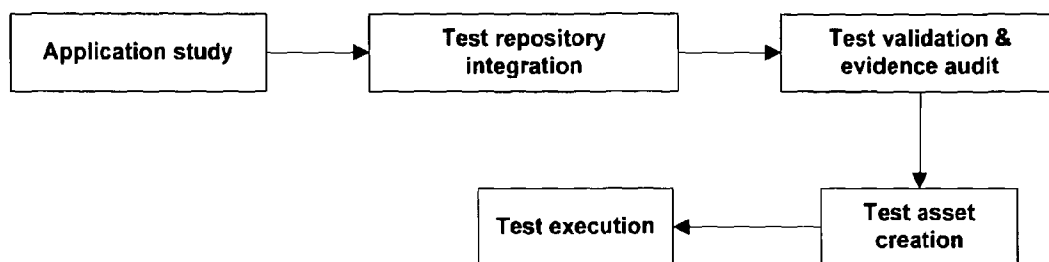 Application study
Test repository
integration
Test validation &
evidence audit
Test asset
creation
Test execution